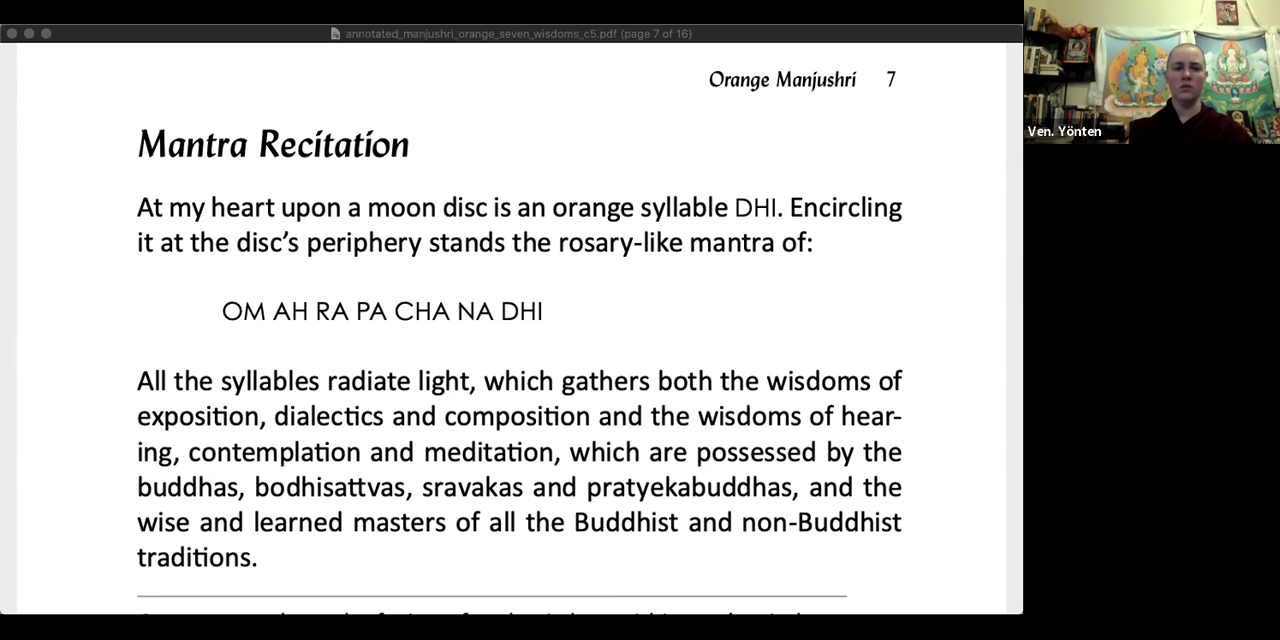 annotated_manjushri_orange_seven_wisdoms_c5.pdf (page 7 of 16)
Orange Manjushri 7
Mantra Recitation
At my heart upon a moon disc is an orange syllable DHI. Encircling
it at the disc’s periphery stands the rosary-like mantra of:
OM AH RA PA CHA NA DHI
All the syllables radiate light, which gathers both the wisdoms of
exposition, dialectics and composition and the wisdoms of hear-
ing, contemplation and meditation, which are possessed by the
buddhas, bodhisattvas, sravakas and pratyekabuddhas, and the
wise and learned masters of all the Buddhist and non-Buddhist
traditions.
Ven. Yönten